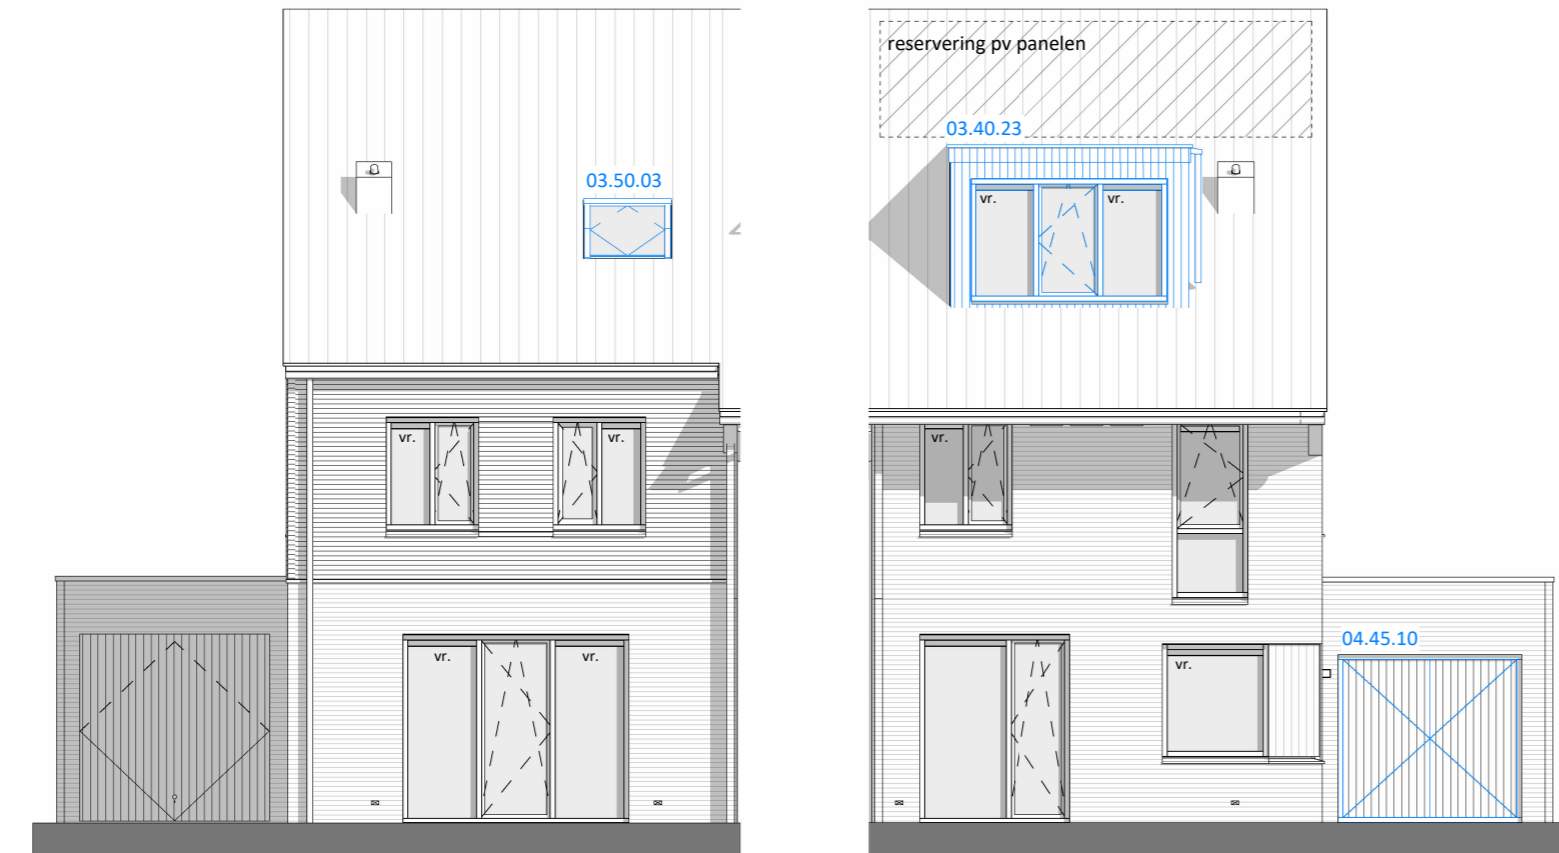 reservering pv panelen
03.40.23
03.50.03
vr.
vr.
vr.
vr.
vr.
04.45.10
vr.
vr.
vr.